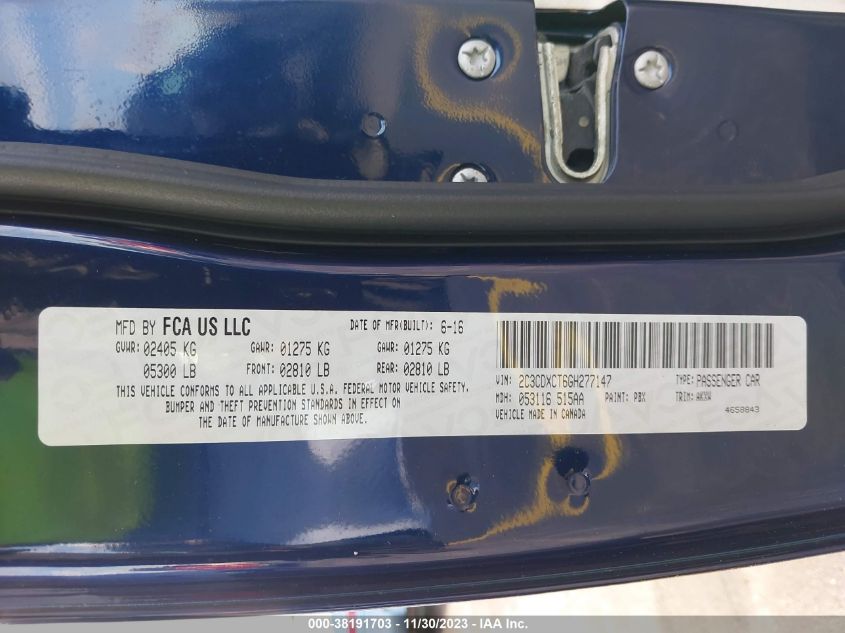 MFD BY FCA US LLC DATE OF MFR(BUILT): 6-16
GVWR: 02405 KG GAWR: 01275 KG GAWR: 01275 KG
05300 LB FRONT: 02810 LB REAR: 02810 LB
THIS VEHICLE CONFORMS TO ALL APPLICABLE U.S.A. FEDERAL MOTOR VEHICLE SAFETY,
BUMPER AND THEFT PREVENTION STANDARDS IN EFFECT ON
THE DATE OF MANUFACTURE SHOWN ABOVE.
VIN: 2C3CDXCT6GH277147 TYPE: PASSENGER CAR
MDH: 053116 515AA PAINT: PBX TRIM:
VEHICLE MADE IN CANADA 4658843
000-38191703 - 11/30/2023 - IAA Inc.